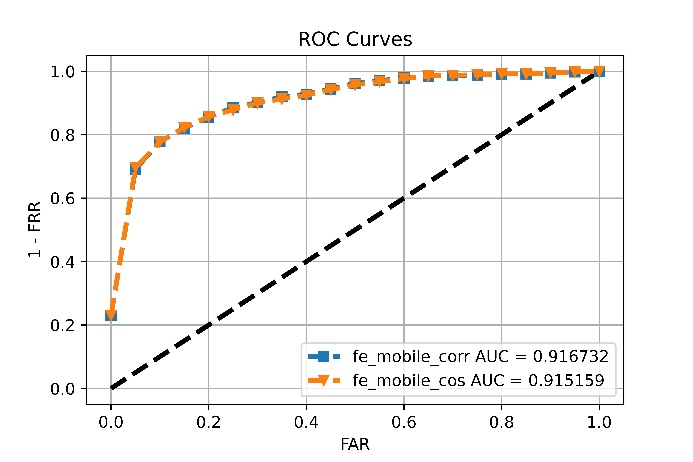 ROC Curves
1.0
0.8
0.6
0.4
0.2
0.0
1 - FRR
fe_mobile_corr AUC = 0.916732
fe_mobile_cos AUC = 0.915159
0.0 0.2 0.4 0.6 0.8 1.0
FAR